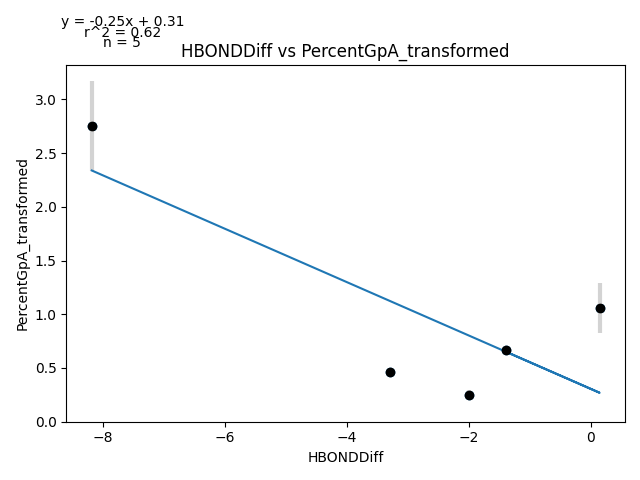 y = -0.25x + 0.31
r^2 = 0.62
n = 5
HBONDDiff vs PercentGpA_transformed
PercentGpA_transformed
3.0
2.5
2.0
1.5
1.0
0.5
0.0
−8
−6
−4
−2
0
HBONDDiff